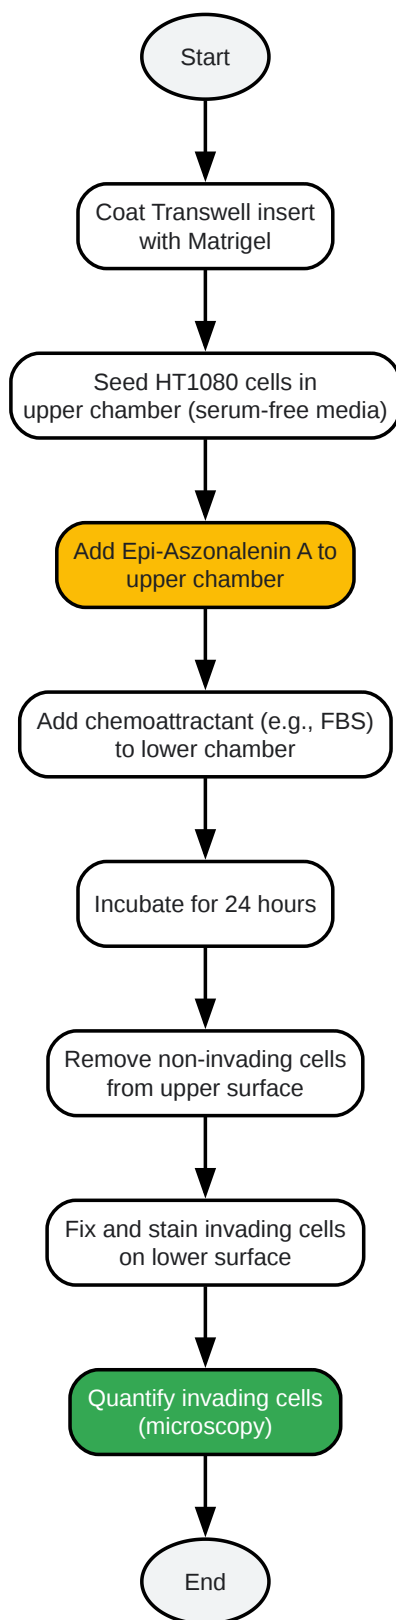 Start
Coat Transwell insert
with Matrigel
Seed HT1080 cells in
upper chamber (serum-free media)
Add Epi-Aszonalenin A to
upper chamber
Add chemoattractant (e.g., FBS)
to lower chamber
Incubate for 24 hours
Remove non-invading cells
from upper surface
Fix and stain invading cells
on lower surface
Quantify invading cells
(microscopy)
End